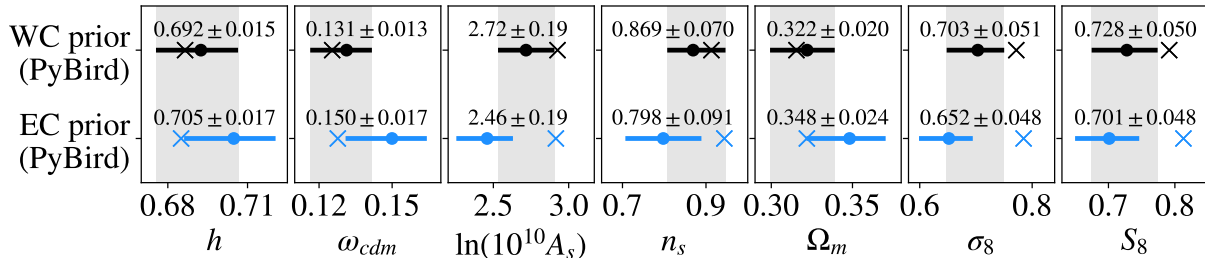 WC prior
(PyBird)
0.692 ± 0.015
0.131 ± 0.013
2.72 ± 0.19
0.869 ± 0.070
0.322 ± 0.020
0.703 ± 0.051
0.728 ± 0.050
EC prior
(PyBird)
0.705 ± 0.017
0.150 ± 0.017
2.46 ± 0.19
0.798 ± 0.091
0.348 ± 0.024
0.652 ± 0.048
0.701 ± 0.048
0.68 0.71
0.12 0.15
2.5 3.0
0.7 0.9
0.30 0.35
0.6 0.8
0.7 0.8
h
ω_{cdm}
ln(10^{10}A_s)
n_s
Ω_m
σ_8
S_8